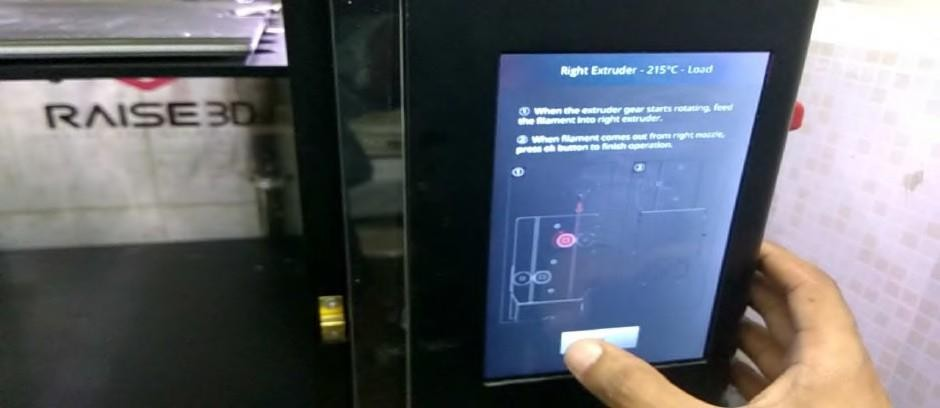 RAISE3D
Right Extruder - 215°C - Load
① When the extruder gear starts rotating, feed
the filament into right extruder.
② When filament comes out from right nozzle,
press ok button to finish operation.
① ②